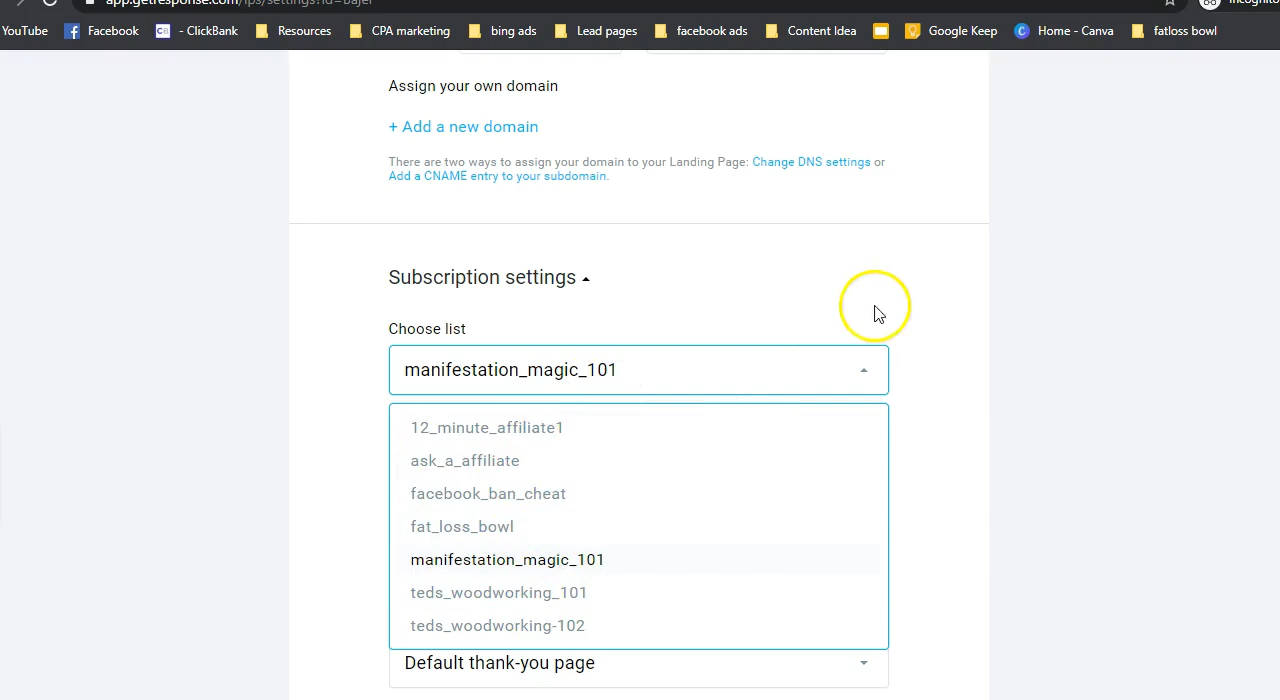 app.getresponse.com/lps/settings?id=bajer
Incognito
YouTube Facebook CB - ClickBank Resources CPA marketing bing ads Lead pages facebook ads Content Idea Google Keep C Home - Canva fatloss bowl
Assign your own domain
+ Add a new domain
There are two ways to assign your domain to your Landing Page: Change DNS settings or
Add a CNAME entry to your subdomain.
Subscription settings
Choose list
manifestation_magic_101
12_minute_affiliate1
ask_a_affiliate
facebook_ban_cheat
fat_loss_bowl
manifestation_magic_101
teds_woodworking_101
teds_woodworking-102
Default thank-you page